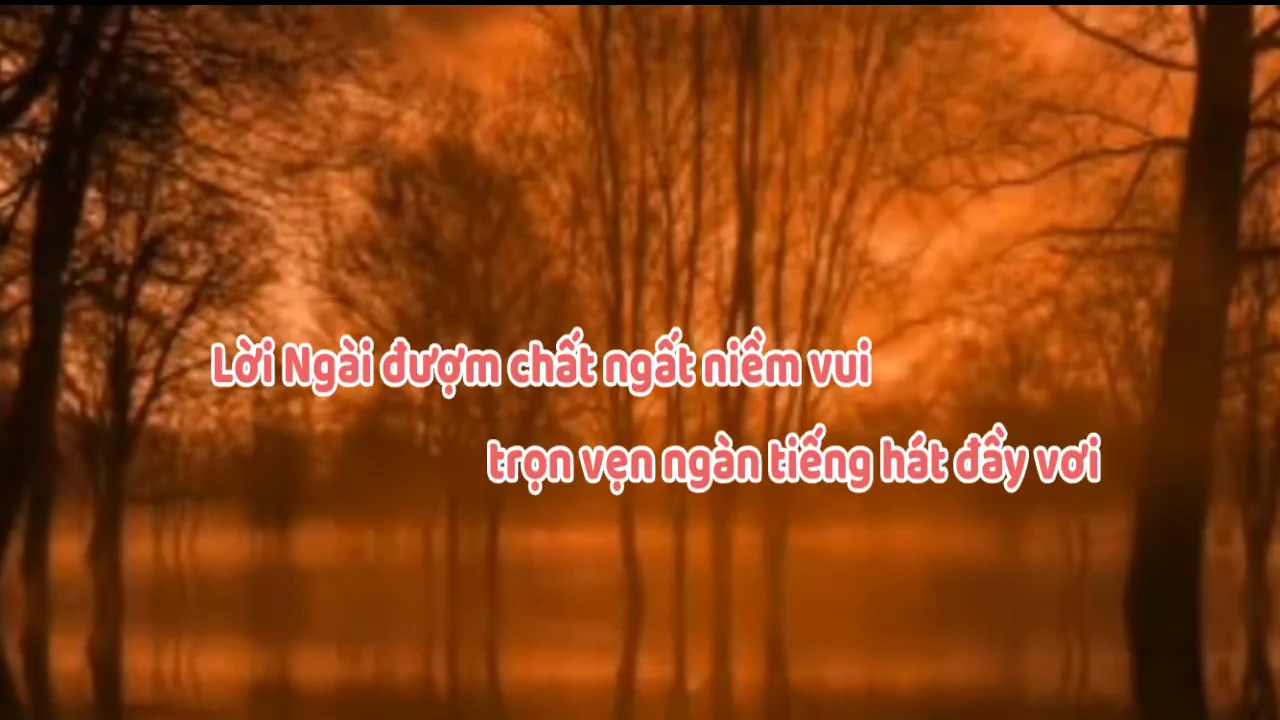 Lời Ngài đượm chất ngất niềm vui
trọn vẹn ngàn tiếng hát đầy vơi